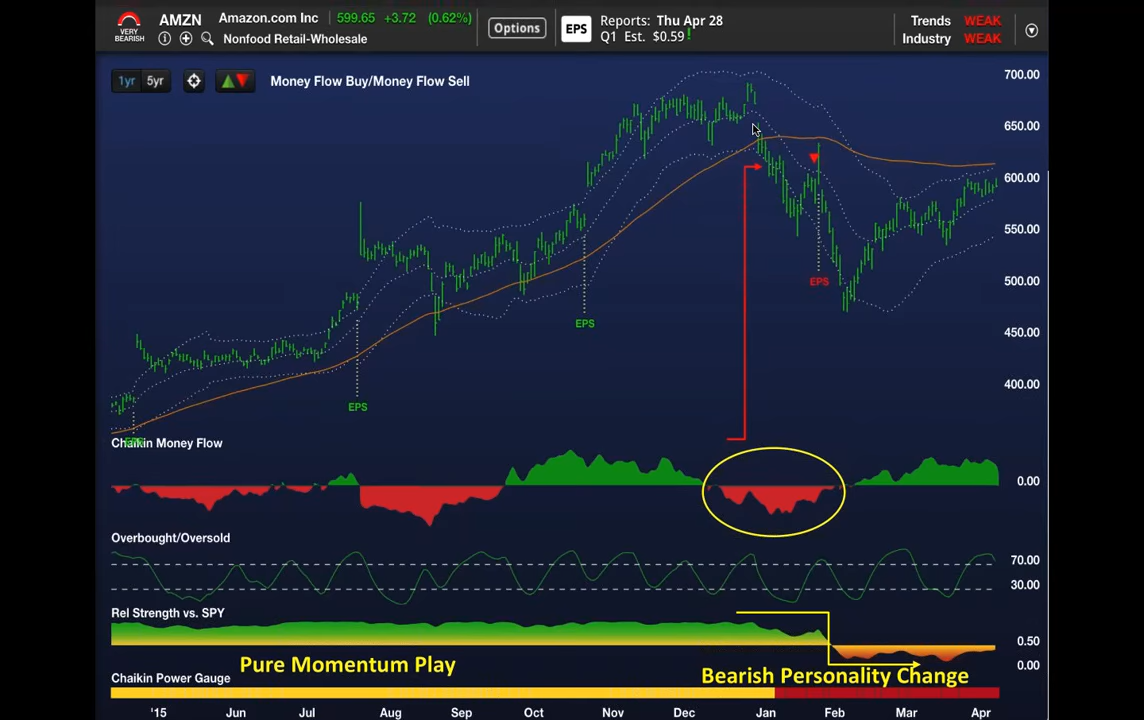 VERY
BEARISH
AMZN
Amazon.com Inc
599.65 +3.72 (0.62%)
Nonfood Retail-Wholesale
Options
EPS
Reports: Thu Apr 28
Q1 Est. $0.59!
Trends WEAK
Industry WEAK
1yr 5yr
Money Flow Buy/Money Flow Sell
700.00
650.00
600.00
550.00
500.00
450.00
400.00
EPS
EPS
EPS
EPS
Chaikin Money Flow
0.00
Overbought/Oversold
70.00
30.00
Rel Strength vs. SPY
0.50
0.00
Pure Momentum Play
Bearish Personality Change
Chaikin Power Gauge
'15 Jun Jul Aug Sep Oct Nov Dec Jan Feb Mar Apr